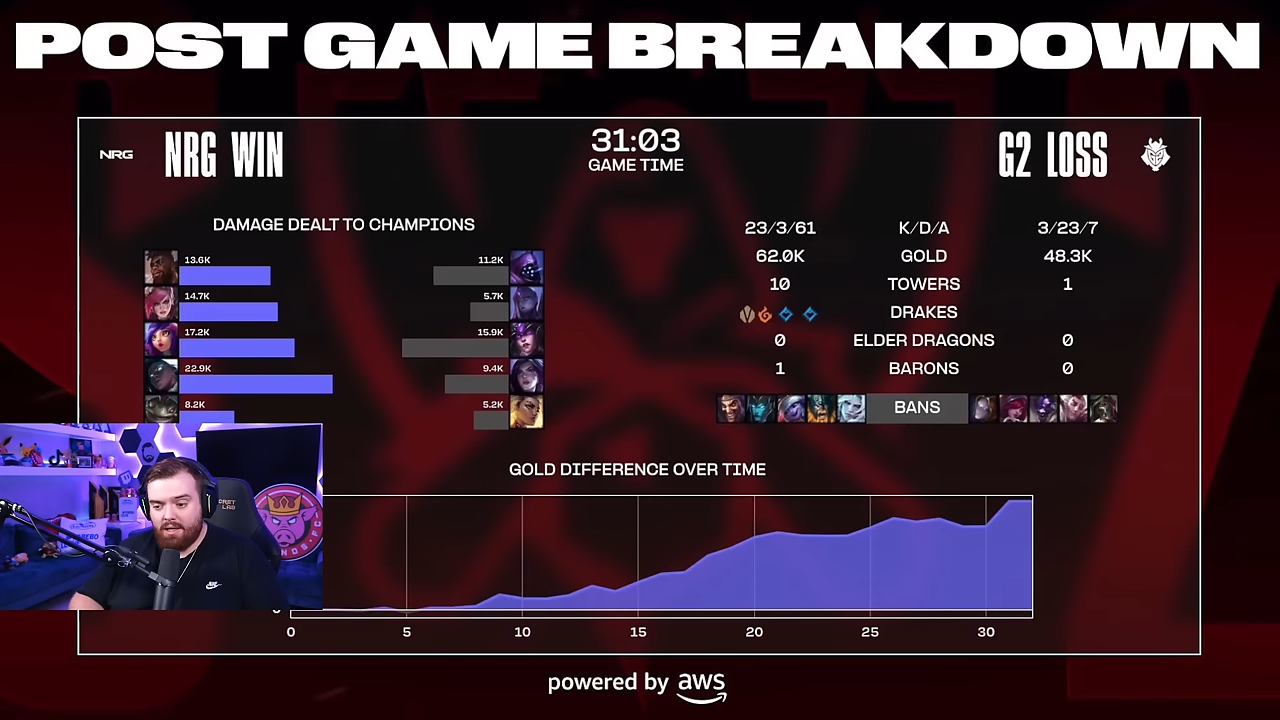 POST GAME BREAKDOWN
NRG
NRG WIN
31:03
GAME TIME
G2 LOSS
DAMAGE DEALT TO CHAMPIONS
13.6K
11.2K
14.7K
5.7K
17.2K
15.9K
22.9K
9.4K
8.2K
5.2K
23/3/61 K/D/A 3/23/7
62.0K GOLD 48.3K
10 TOWERS 1
DRAKES
0 ELDER DRAGONS 0
1 BARONS 0
BANS
GOLD DIFFERENCE OVER TIME
0
0 5 10 15 20 25 30
powered by aws